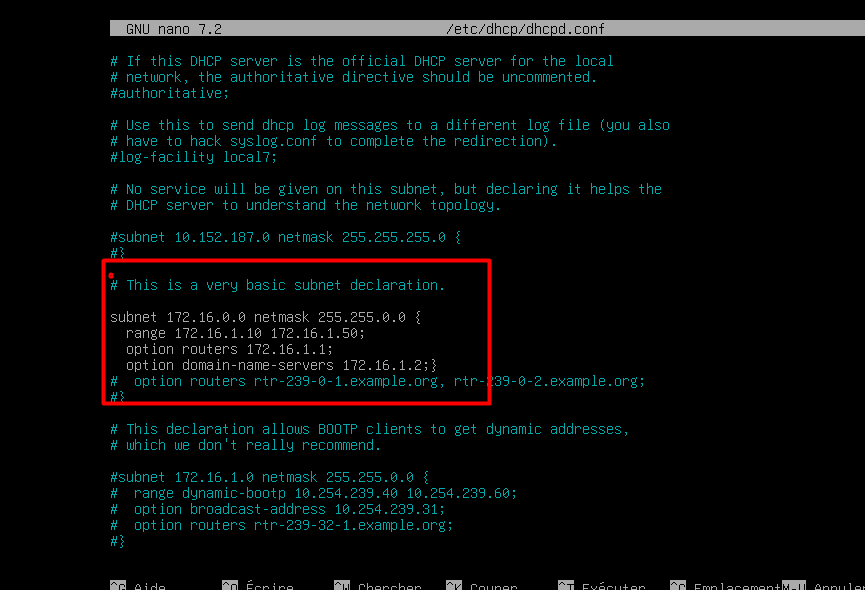 GNU nano 7.2 /etc/dhcp/dhcpd.conf
# If this DHCP server is the official DHCP server for the local
# network, the authoritative directive should be uncommented.
#authoritative;
# Use this to send dhcp log messages to a different log file (you also
# have to hack syslog.conf to complete the redirection).
#log-facility local7;
# No service will be given on this subnet, but declaring it helps the
# DHCP server to understand the network topology.
#subnet 10.152.187.0 netmask 255.255.255.0 {
#}
# This is a very basic subnet declaration.
subnet 172.16.0.0 netmask 255.255.0.0 {
  range 172.16.1.10 172.16.1.50;
  option routers 172.16.1.1;
  option domain-name-servers 172.16.1.2;}
#  option routers rtr-239-0-1.example.org, rtr-239-0-2.example.org;
#}
# This declaration allows BOOTP clients to get dynamic addresses,
# which we don't really recommend.
#subnet 172.16.1.0 netmask 255.255.0.0 {
#  range dynamic-bootp 10.254.239.40 10.254.239.60;
#  option broadcast-address 10.254.239.31;
#  option routers rtr-239-32-1.example.org;
#}
^G Aide ^O Écrire ^W Chercher ^K Couper ^T Exécuter ^C Emplacement M-U Annuler